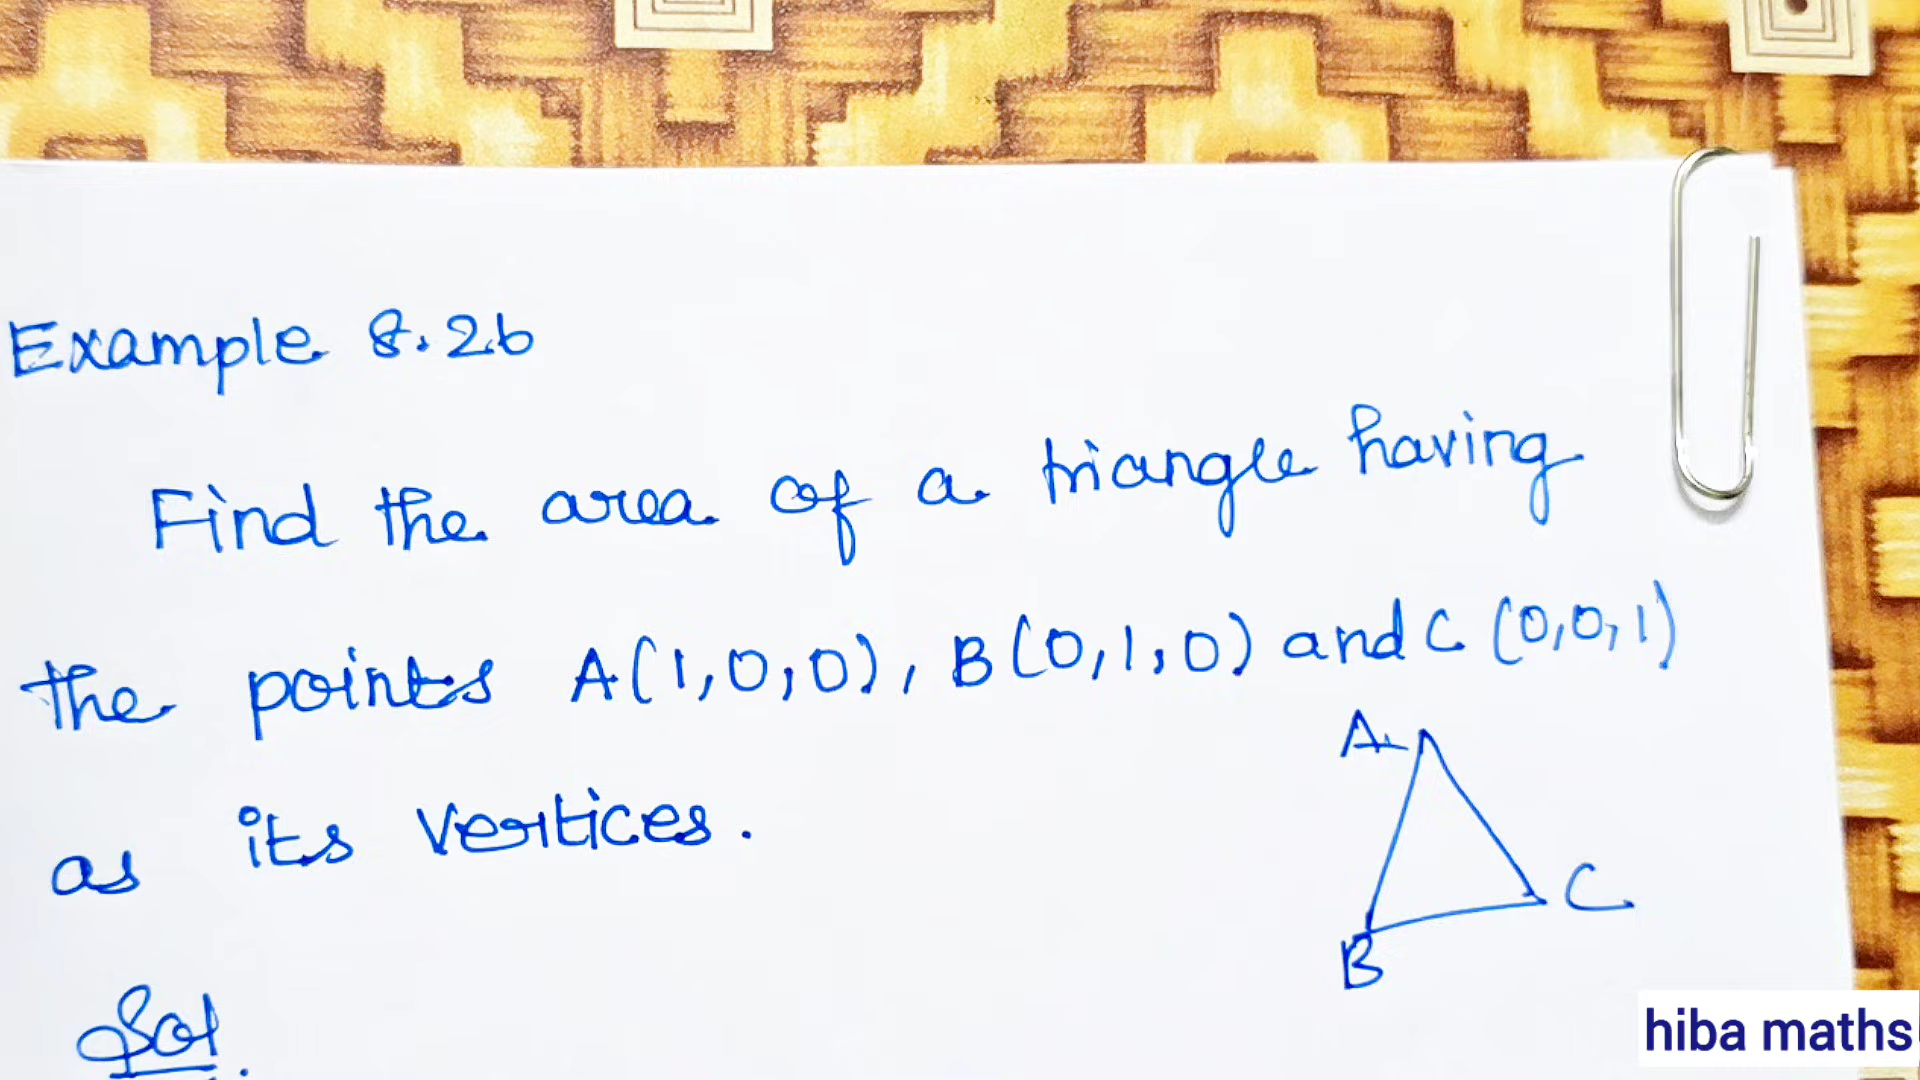 Example 8.26
Find the area of a triangle having
the points A(1,0,0), B(0,1,0) and C (0,0,1)
as its vertices.
A
C
B
Sol.
hiba maths